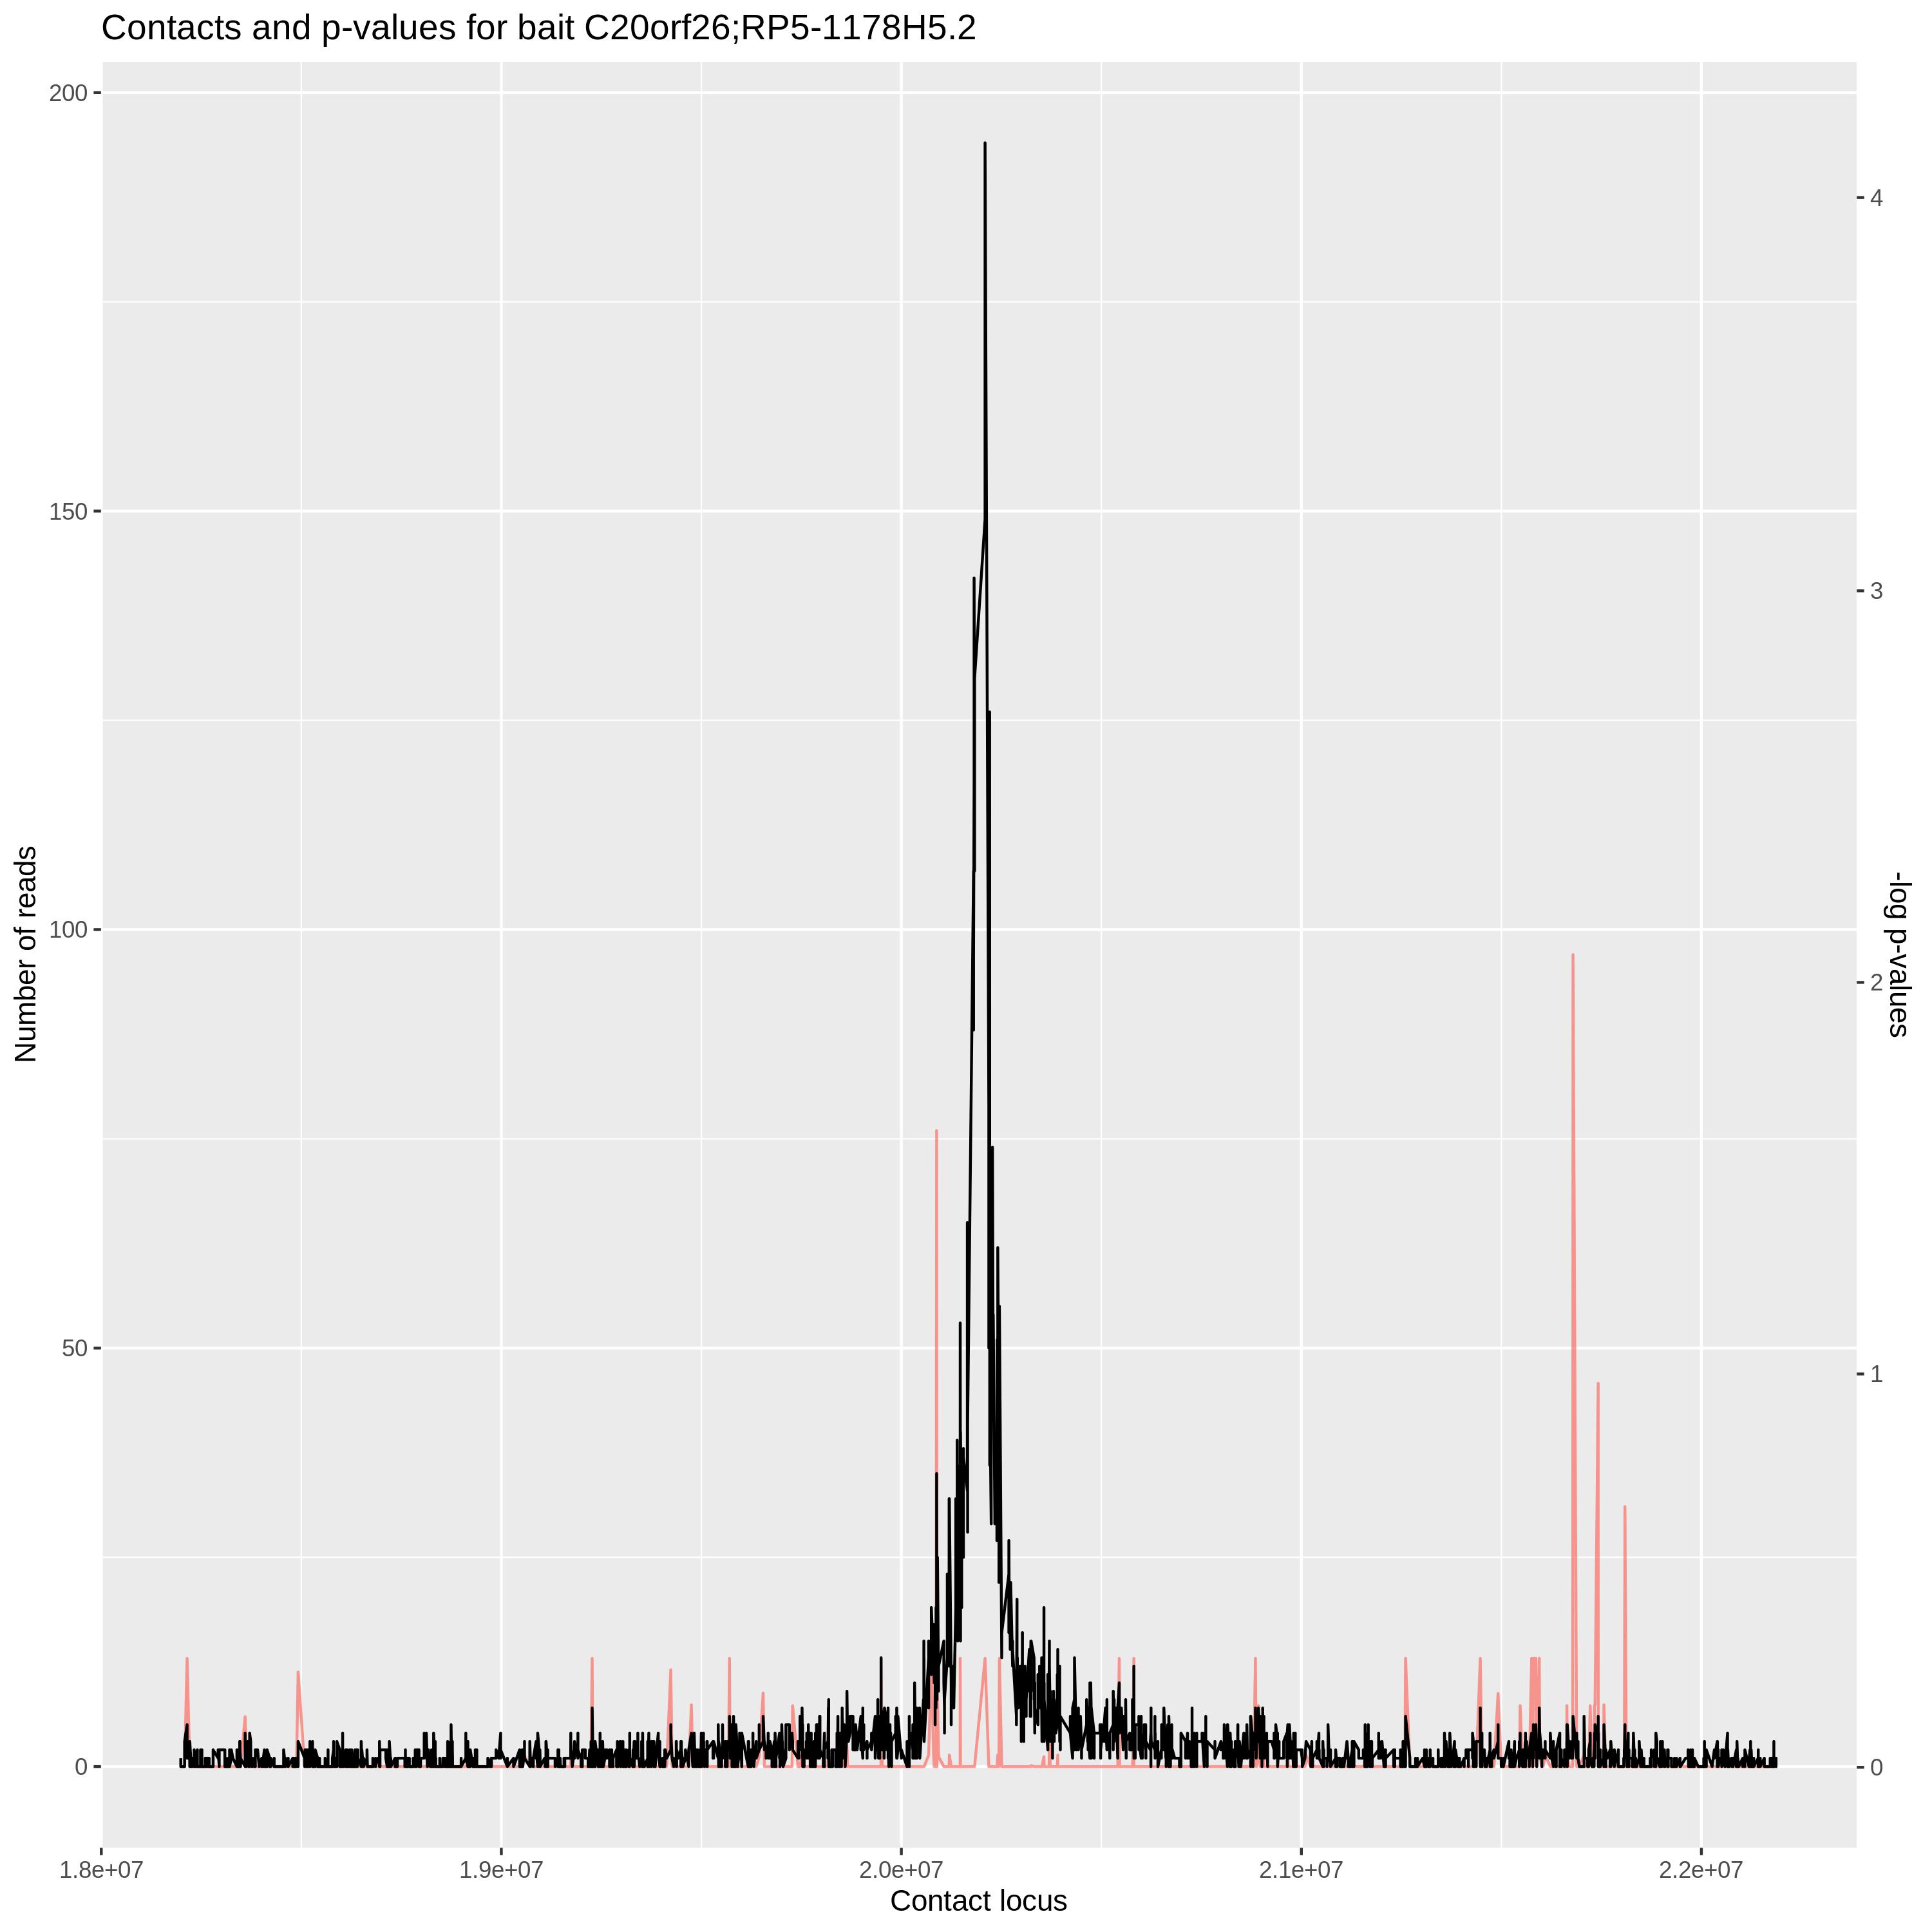 Contacts and p-values for bait C20orf26;RP5-1178H5.2
200
150
100
50
0
Number of reads
4
3
2
1
0
-log p-values
1.8e+07
1.9e+07
2.0e+07
2.1e+07
2.2e+07
Contact locus